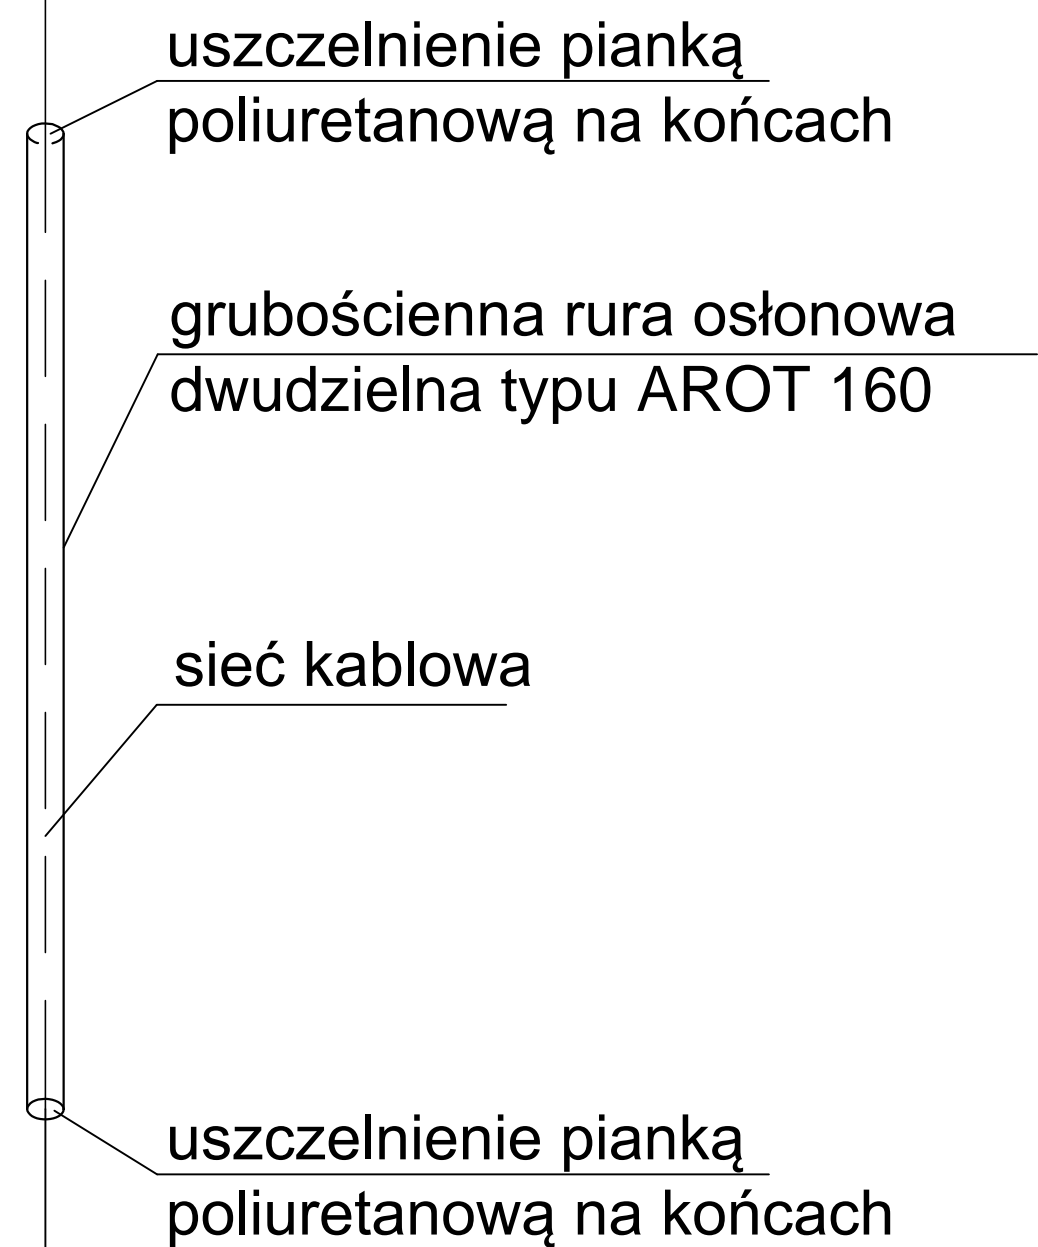 uszczelnienie pianką
poliuretanową na końcach
grubościenna rura osłonowa
dwudzielna typu AROT 160
sieć kablowa
uszczelnienie pianką
poliuretanową na końcach